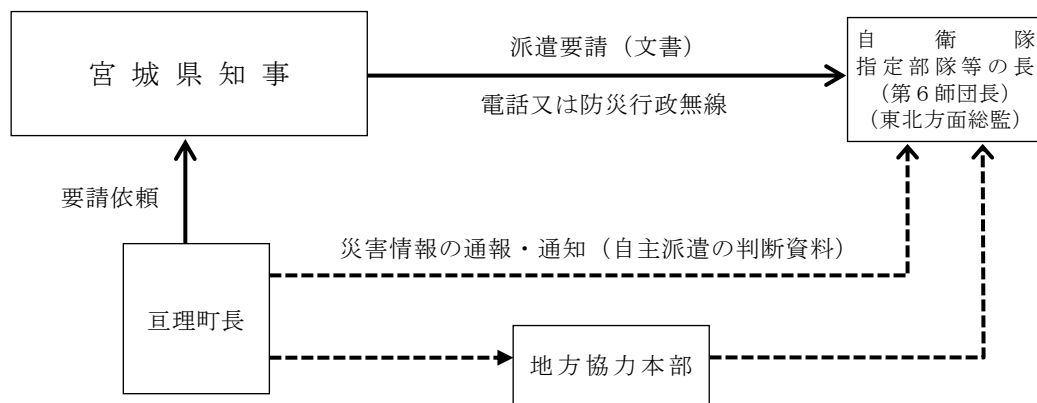 宮城県知事
派遣要請（文書）
電話又は防災行政無線
自衛隊
指定部隊等の長
（第６師団長）
（東北方面総監）
要請依頼
災害情報の通報・通知（自主派遣の判断資料）
亘理町長
地方協力本部